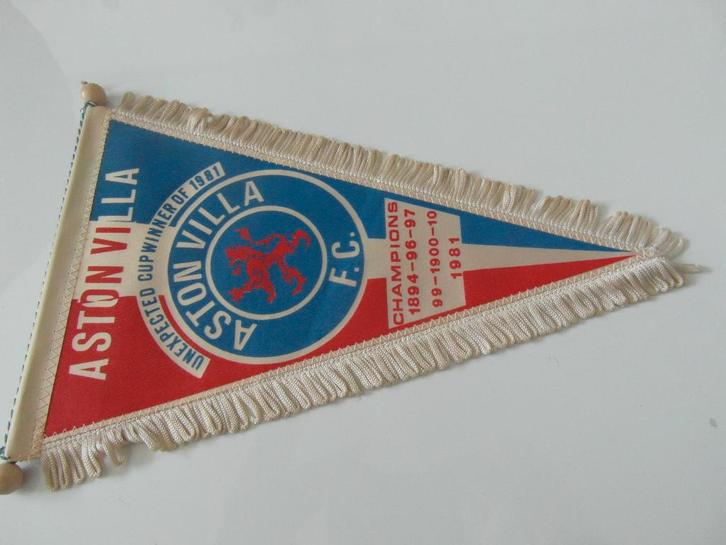 ASTON VILLA
UNEXPECTED CUPWINNER OF 1981
ASTON VILLA
F.C.
CHAMPIONS
1894-96-97
99-1900-10
1981